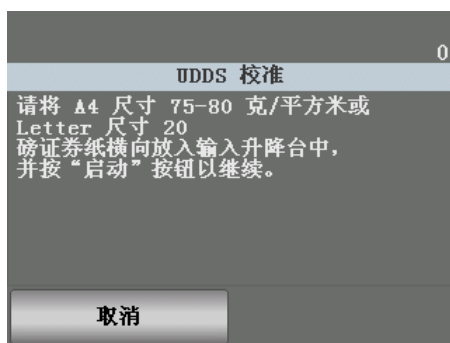 0
UDDS 校准
请将 A4 尺寸 75-80 克/平方米或
Letter 尺寸 20
磅证券纸横向放入输入升降台中，
并按“启动”按钮以继续。
取消